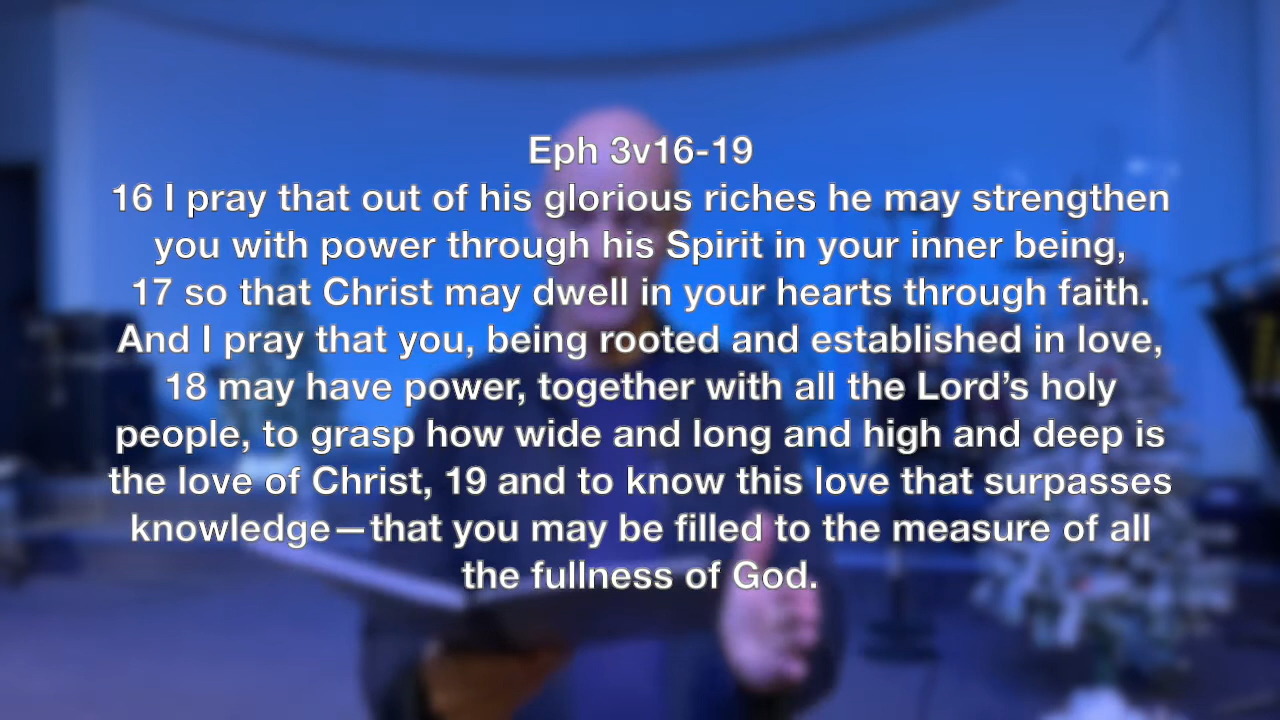 Eph 3v16-19
16 I pray that out of his glorious riches he may strengthen
you with power through his Spirit in your inner being,
17 so that Christ may dwell in your hearts through faith.
And I pray that you, being rooted and established in love,
18 may have power, together with all the Lord’s holy
people, to grasp how wide and long and high and deep is
the love of Christ, 19 and to know this love that surpasses
knowledge—that you may be filled to the measure of all
the fullness of God.